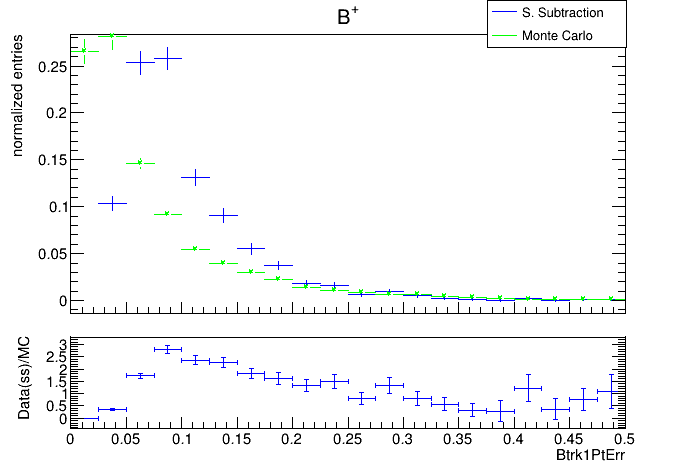 B+
S. Subtraction
Monte Carlo
normalized entries
0.25
0.2
0.15
0.1
0.05
0
Data(ss)/MC
3
2.5
2
1.5
1
0.5
0
0 0.05 0.1 0.15 0.2 0.25 0.3 0.35 0.4 0.45 0.5
Btrk1PtErr